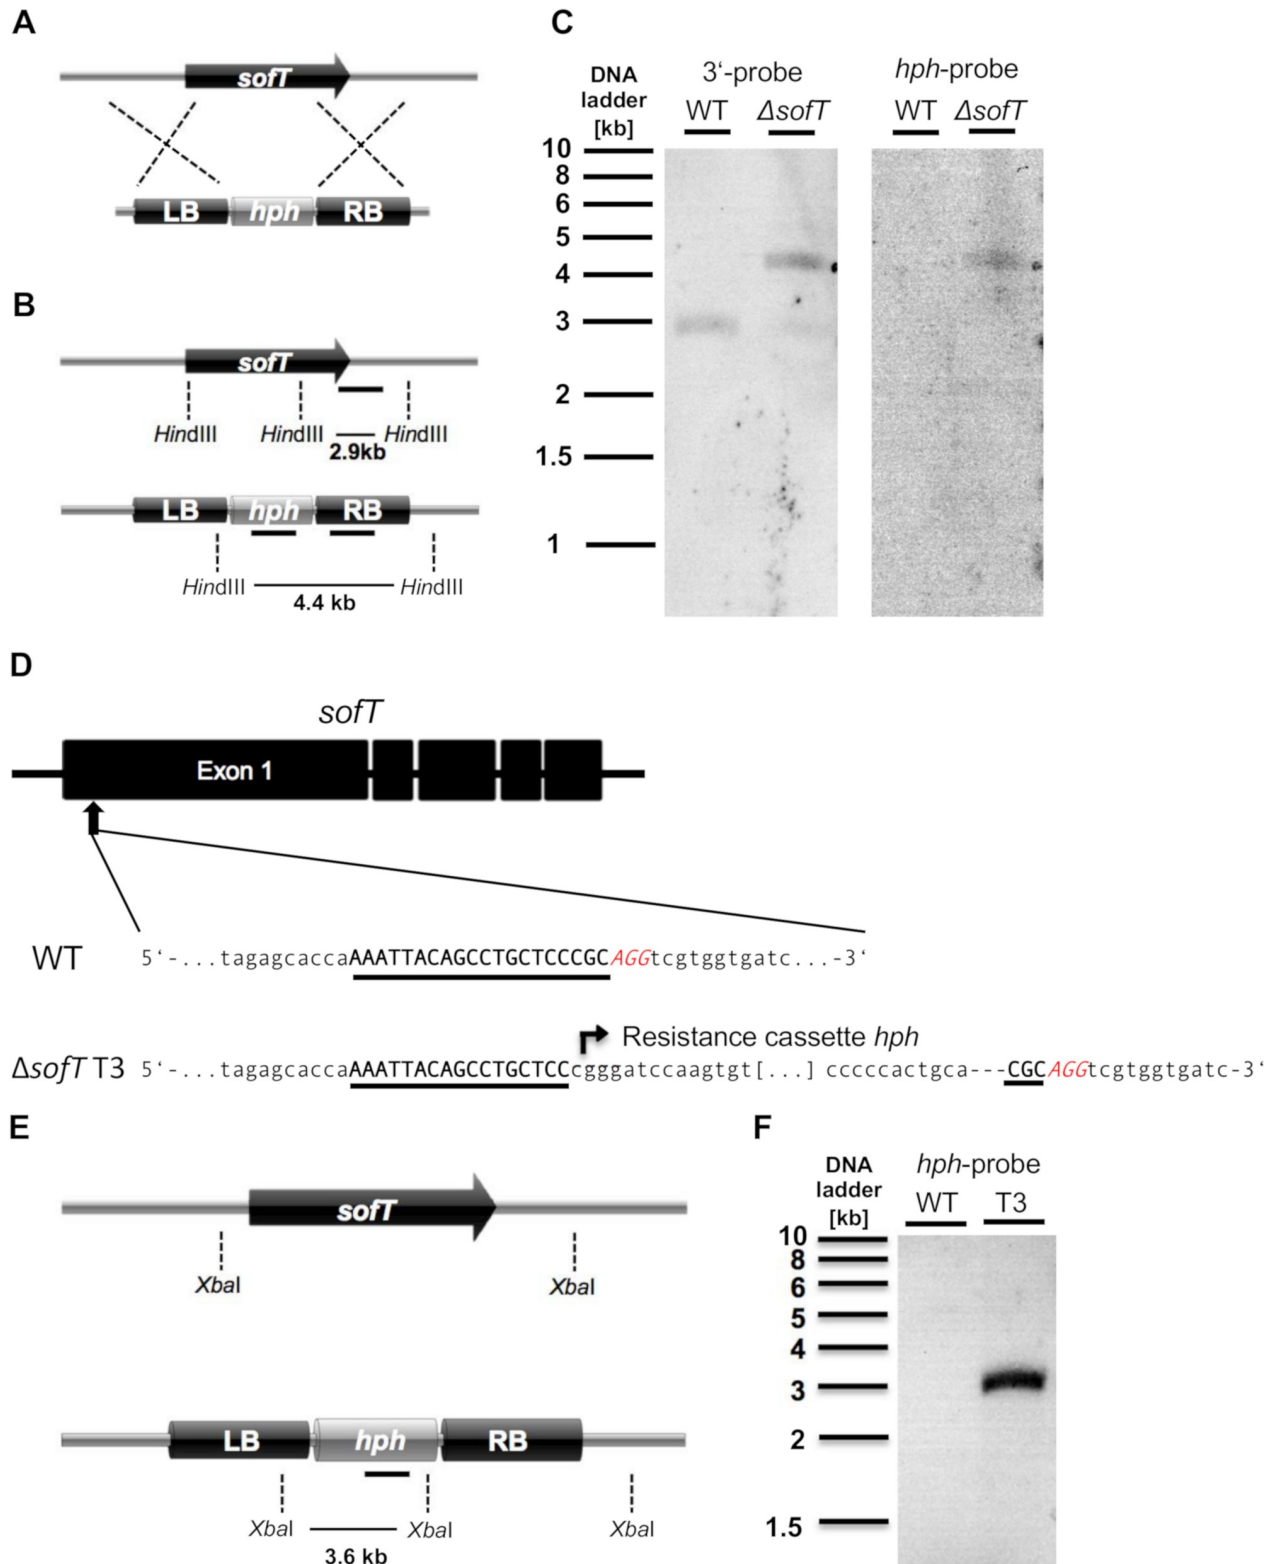 A
sofT
LB hph RB
B
sofT
HindIII HindIII HindIII
2.9kb
LB hph RB
HindIII HindIII
4.4 kb
C
DNA ladder [kb]
3‘-probe
hph-probe
WT ΔsofT
WT ΔsofT
10
8
6
5
4
3
2
1.5
1
D
sofT
Exon 1
WT 5‘-...tagagcaccaAAATTACAGCCTGCTCCCGCAGGtcgtggtgatc...-3‘
Resistance cassette hph
ΔsofT T3 5‘-...tagagcaccaAAATTACAGCCTGCTCCcgggatccaagtgt[...] cccccactgca---CGCAGGtcgtggtgatc-3‘
E
sofT
XbaI XbaI
LB hph RB
XbaI XbaI XbaI
3.6 kb
F
DNA ladder [kb]
hph-probe
WT T3
10
8
6
5
4
3
2
1.5